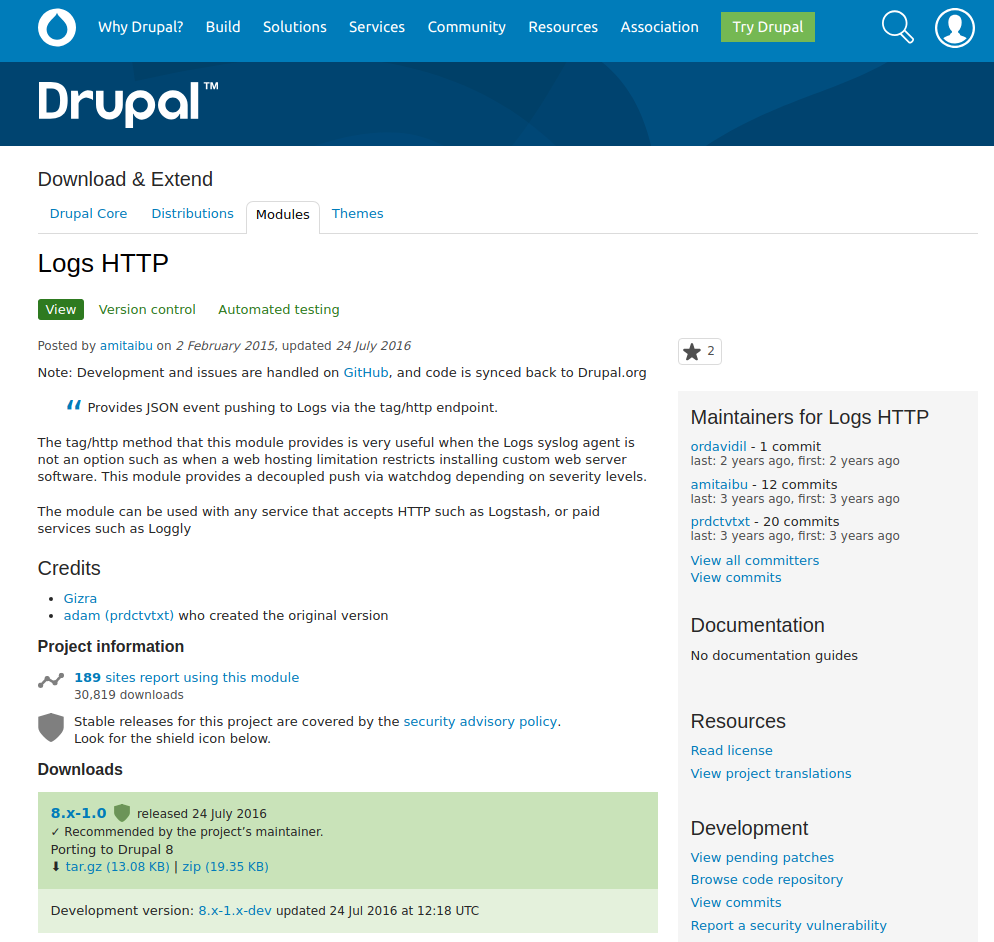 Why Drupal? Build Solutions Services Community Resources Association Try Drupal
Drupal™
Download & Extend
Drupal Core Distributions Modules Themes
Logs HTTP
View Version control Automated testing
Posted by amitaibu on 2 February 2015, updated 24 July 2016
Note: Development and issues are handled on GitHub, and code is synced back to Drupal.org
“ Provides JSON event pushing to Logs via the tag/http endpoint.
The tag/http method that this module provides is very useful when the Logs syslog agent is
not an option such as when a web hosting limitation restricts installing custom web server
software. This module provides a decoupled push via watchdog depending on severity levels.
The module can be used with any service that accepts HTTP such as Logstash, or paid
services such as Loggly
Credits
• Gizra
• adam (prdctvtxt) who created the original version
Project information
189 sites report using this module
30,819 downloads
Stable releases for this project are covered by the security advisory policy.
Look for the shield icon below.
Downloads
8.x-1.0 released 24 July 2016
✓ Recommended by the project’s maintainer.
Porting to Drupal 8
⬇ tar.gz (13.08 KB) | zip (19.35 KB)
Development version: 8.x-1.x-dev updated 24 Jul 2016 at 12:18 UTC
2
Maintainers for Logs HTTP
ordavidil - 1 commit
last: 2 years ago, first: 2 years ago
amitaibu - 12 commits
last: 3 years ago, first: 3 years ago
prdctvtxt - 20 commits
last: 3 years ago, first: 3 years ago
View all committers
View commits
Documentation
No documentation guides
Resources
Read license
View project translations
Development
View pending patches
Browse code repository
View commits
Report a security vulnerability